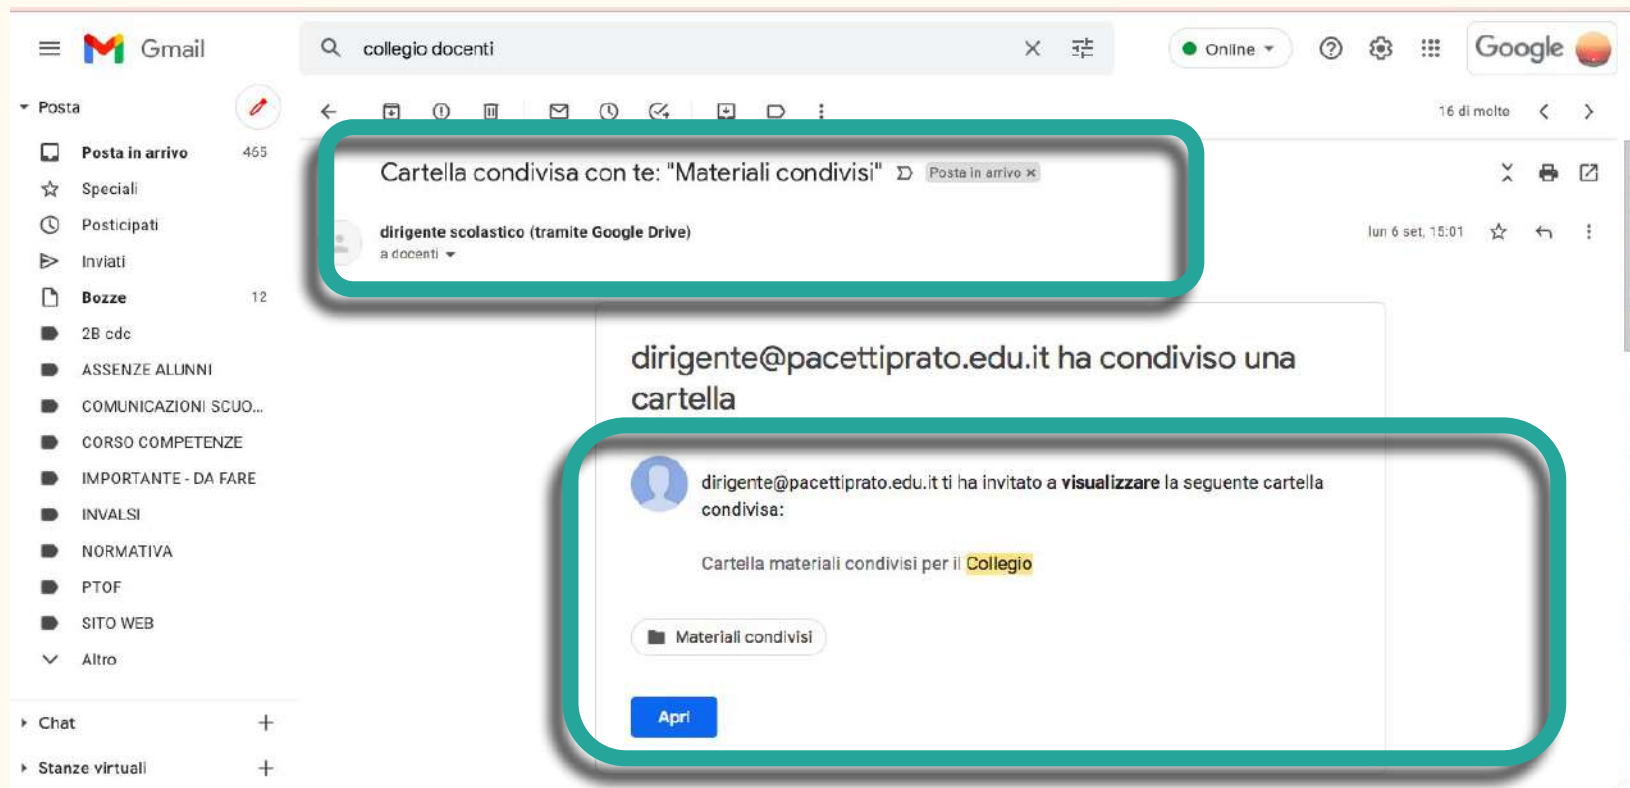 Gmail
collegio docenti
Online
Google
Posta
16 di molte
Posta in arrivo 465
Speciali
Posticipati
Inviati
Bozze 12
2B cdc
ASSENZE ALUNNI
COMUNICAZIONI SCUO...
CORSO COMPETENZE
IMPORTANTE - DA FARE
INVALSI
NORMATIVA
PTOF
SITO WEB
Altro
Chat
Stanze virtuali
Cartella condivisa con te: "Materiali condivisi" Posta in arrivo ×
dirigente scolastico (tramite Google Drive)
lun 6 set, 15:01
a docenti
dirigente@pacettiprato.edu.it ha condiviso una
cartella
dirigente@pacettiprato.edu.it ti ha invitato a visualizzare la seguente cartella
condivisa:
Cartella materiali condivisi per il Collegio
Materiali condivisi
Apri